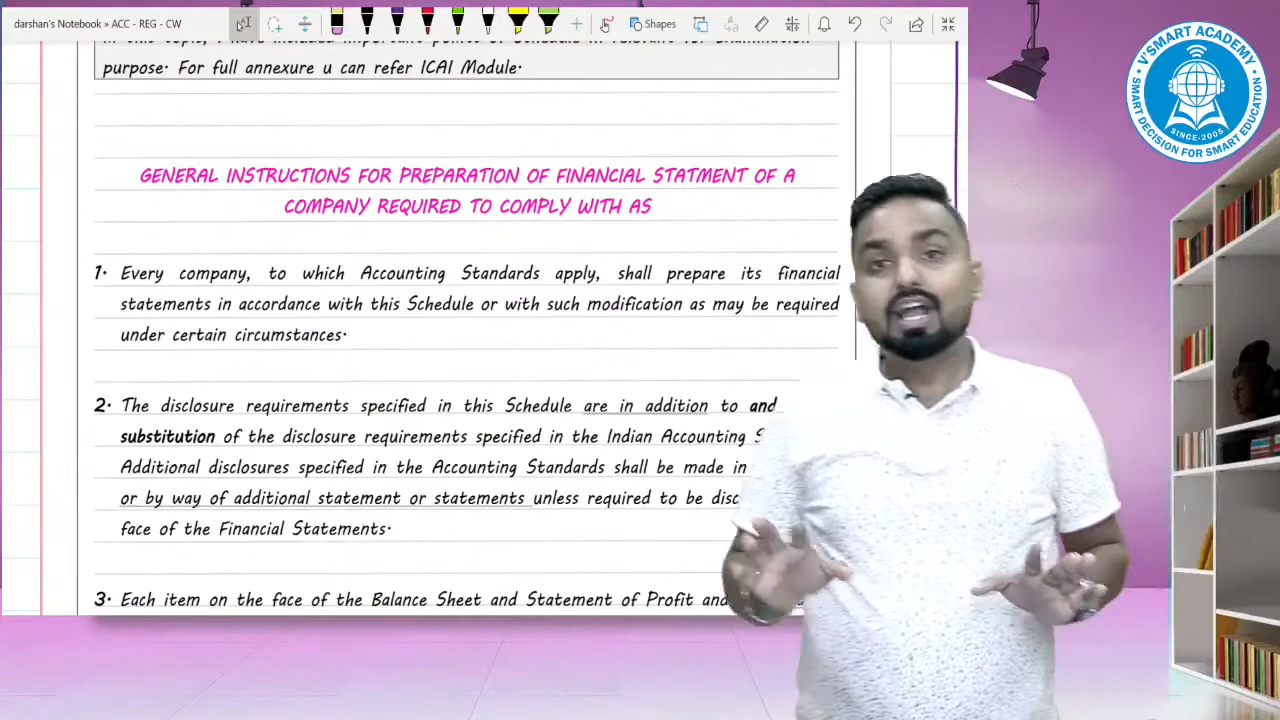 darshan's Notebook » ACC - REG - CW
Shapes
purpose· For full annexure u can refer ICAI Module·
GENERAL INSTRUCTIONS FOR PREPARATION OF FINANCIAL STATMENT OF A
COMPANY REQUIRED TO COMPLY WITH AS
1· Every company, to which Accounting Standards apply, shall prepare its financial
statements in accordance with this Schedule or with such modification as may be required
under certain circumstances·
2· The disclosure requirements specified in this Schedule are in addition to and
substitution of the disclosure requirements specified in the Indian Accounting
Additional disclosures specified in the Accounting Standards shall be made in
or by way of additional statement or statements unless required to be disc
face of the Financial Statements·
3· Each item on the face of the Balance Sheet and Statement of Profit and
V'SMART ACADEMY
SINCE-2005
SMART DECISION FOR SMART EDUCATION